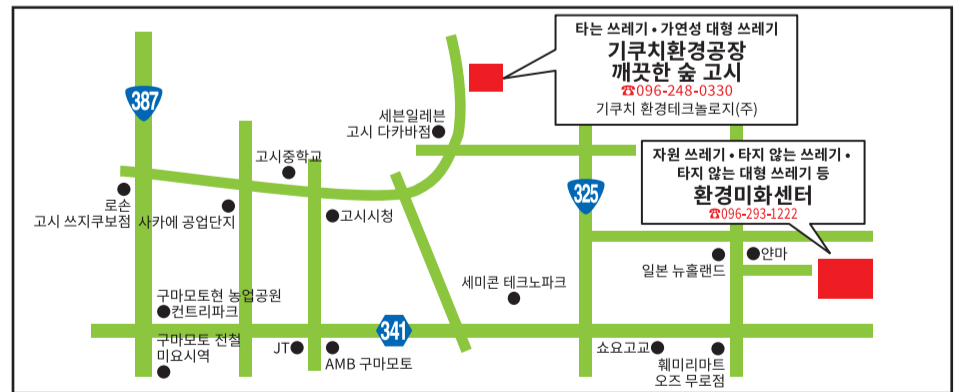 타는 쓰레기 • 가연성 대형 쓰레기
기쿠치환경공장
깨끗한 숲 고시
☎096-248-0330
기쿠치 환경테크놀로지(주)
387
세븐일레븐
고시 다카바점
자원 쓰레기 • 타지 않는 쓰레기 •
타지 않는 대형 쓰레기 등
환경미화센터
☎096-293-1222
고시중학교
325
로손
고시 쓰지쿠보점
사카에 공업단지
고시시청
얀마
일본 뉴홀랜드
세미콘 테크노파크
구마모토현 농업공원
컨트리파크
341
구마모토 전철
미요시역
JT
AMB 구마모토
쇼요고교
훼미리마트
오즈 무로점